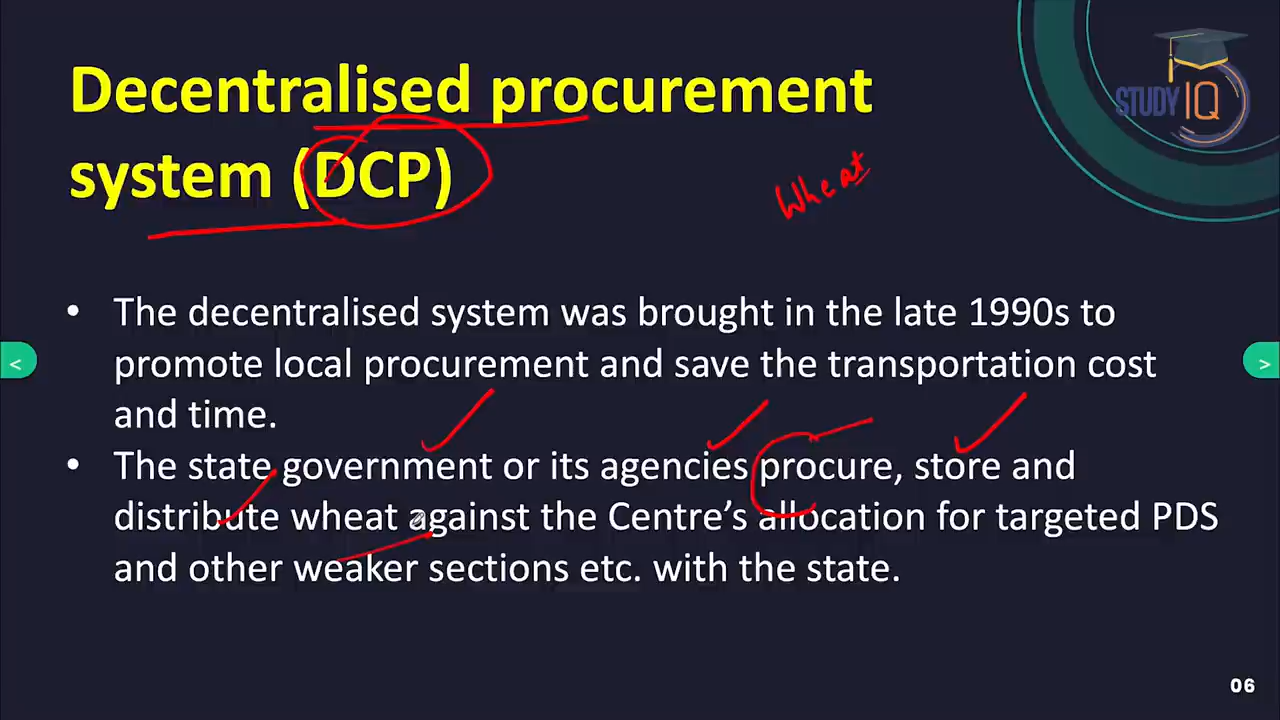 STUDY IQ
Decentralised procurement
system (DCP)
Wheat
• The decentralised system was brought in the late 1990s to
promote local procurement and save the transportation cost
and time.
• The state government or its agencies procure, store and
distribute wheat against the Centre's allocation for targeted PDS
and other weaker sections etc. with the state.
<
>
06